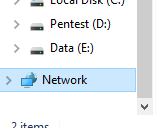 Local Disk (C:)
Pentest (D:)
Data (E:)
Network
2 items